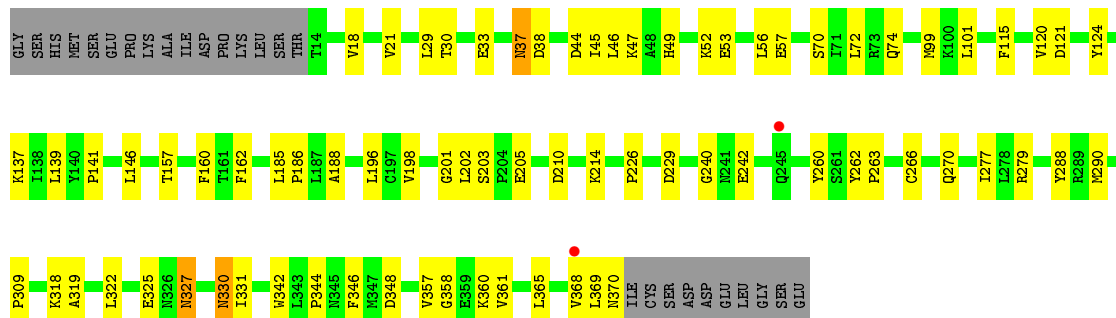 GLY SER HIS MET SER GLU PRO LYS ALA ILE ASP PRO LYS LEU SER THR T14 V18 V21 L29 T30 E33 N37 D38 D44 I45 L46 K47 A48 H49 K52 E53 L56 E57 S70 I71 L72 R73 Q74 M99 K100 L101 F115 V120 D121 Y124
K137 I138 L139 Y140 P141 L146 T157 F160 T161 F162 L185 P186 L187 A188 L196 C197 V198 G201 L202 S203 P204 E205 D210 K214 P226 D229 G240 N241 E242 Q245 Y260 S261 Y262 P263 C266 Q270 I277 L278 R279 Y288 R289 M290
P309 K318 A319 L322 E325 N326 N327 N330 I331 W342 L343 P344 N345 F346 M347 D348 V357 G358 E359 K360 V361 L365 V368 L369 N370 ILE CYS SER ASP ASP GLU LEU GLY SER GLU